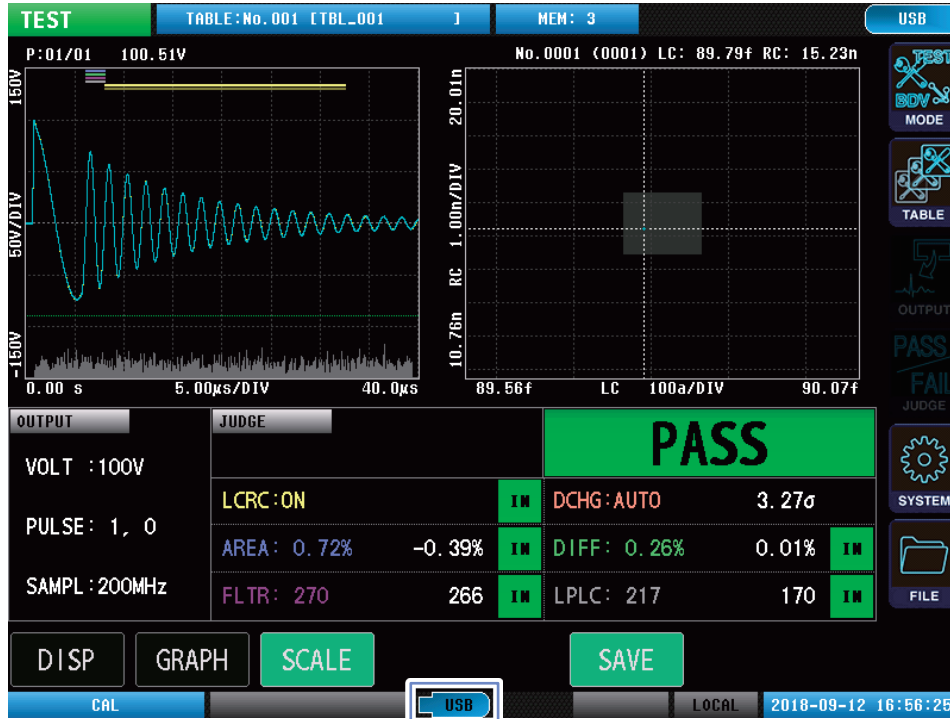 TEST TABLE:No.001 [TBL_001 ] MEM: 3 USB
P:01/01 100.51V No.0001 (0001) LC: 89.79f RC: 15.23n
150V
50V/DIV
-150V
0.00 s 5.00μs/DIV 40.0μs
20.01n
1.00n/DIV
RC
10.76n
89.56f LC 100a/DIV 90.07f
TEST
BDV
MODE
TABLE
OUTPUT
PASS
FAIL
JUDGE
SYSTEM
FILE
OUTPUT
VOLT :100V
PULSE: 1, 0
SAMPL:200MHz
JUDGE
PASS
LCRC:ON IN DCHG:AUTO 3.27σ
AREA: 0.72% -0.39% IN DIFF: 0.26% 0.01% IN
FLTR: 270 266 IN LPLC: 217 170 IN
DISP GRAPH SCALE SAVE
CAL USB LOCAL 2018-09-12 16:56:25